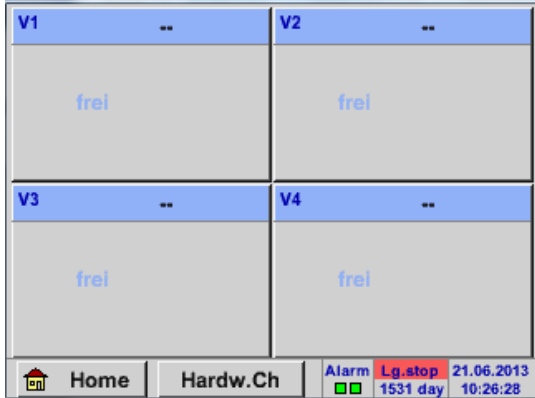 V1 -- V2 --
frei frei
V3 -- V4 --
frei frei
Home Hardw.Ch Alarm Lg.stop 21.06.2013
1531 day 10:26:28